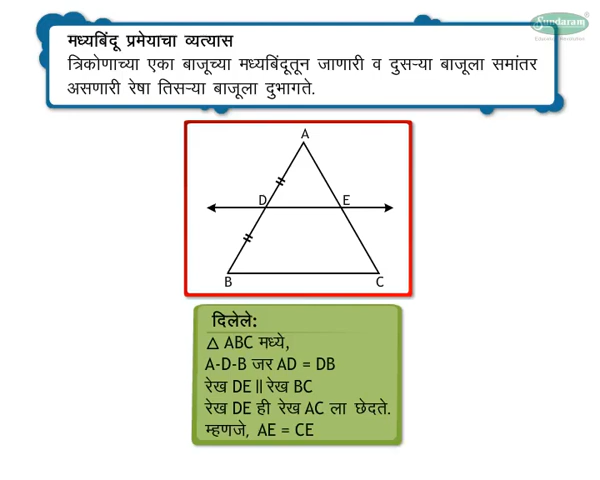 Sundaram
मध्यबिंदू प्रमेयाचा व्यत्यास
त्रिकोणाच्या एका बाजूच्या मध्यबिंदूतून जाणारी व दुसऱ्या बाजूला समांतर
असणारी रेषा तिसऱ्या बाजूला दुभागते.
A
D E
B C
दिलेले:
△ ABC मध्ये,
A-D-B जर AD = DB
रेख DE || रेख BC
रेख DE ही रेख AC ला छेदते.
म्हणजे, AE = CE